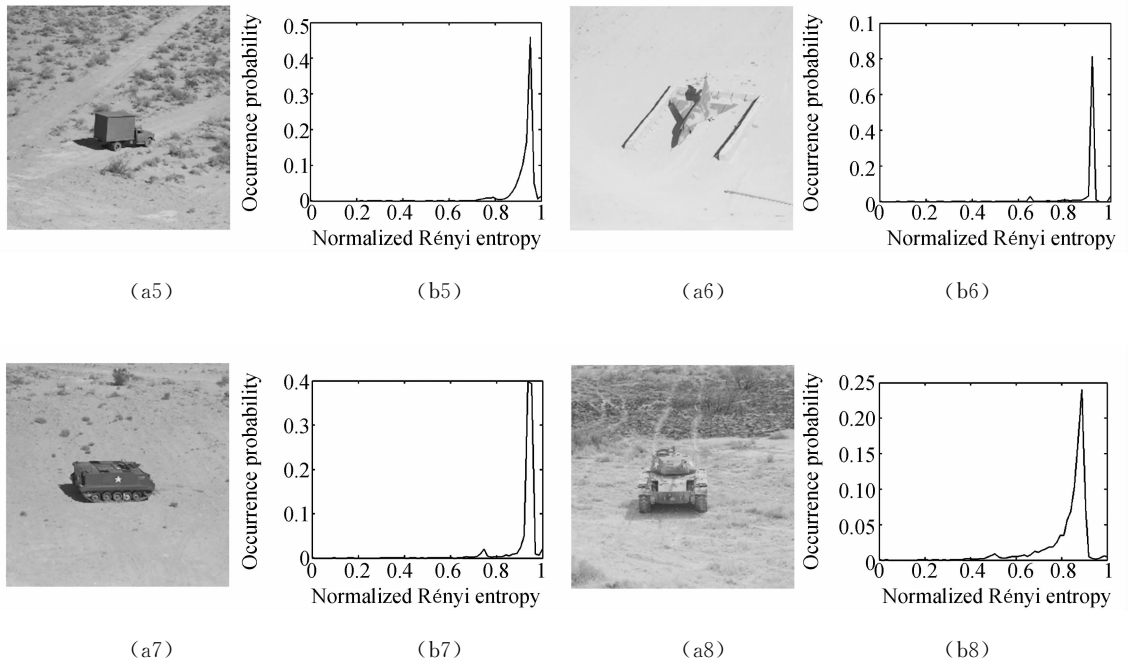 Occurrence probability
0.5
0.4
0.3
0.2
0.1
0
0 0.2 0.4 0.6 0.8 1
Normalized Rényi entropy
Occurrence probability
0.1
0.8
0.6
0.4
0.2
0
0 0.2 0.4 0.6 0.8 1
Normalized Rényi entropy
(a5) (b5) (a6) (b6)
Occurrence probability
0.4
0.3
0.2
0.1
0
0 0.2 0.4 0.6 0.8 1
Normalized Rényi entropy
Occurrence probability
0.25
0.20
0.15
0.10
0.05
0
0 0.2 0.4 0.6 0.8 1
Normalized Rényi entropy
(a7) (b7) (a8) (b8)